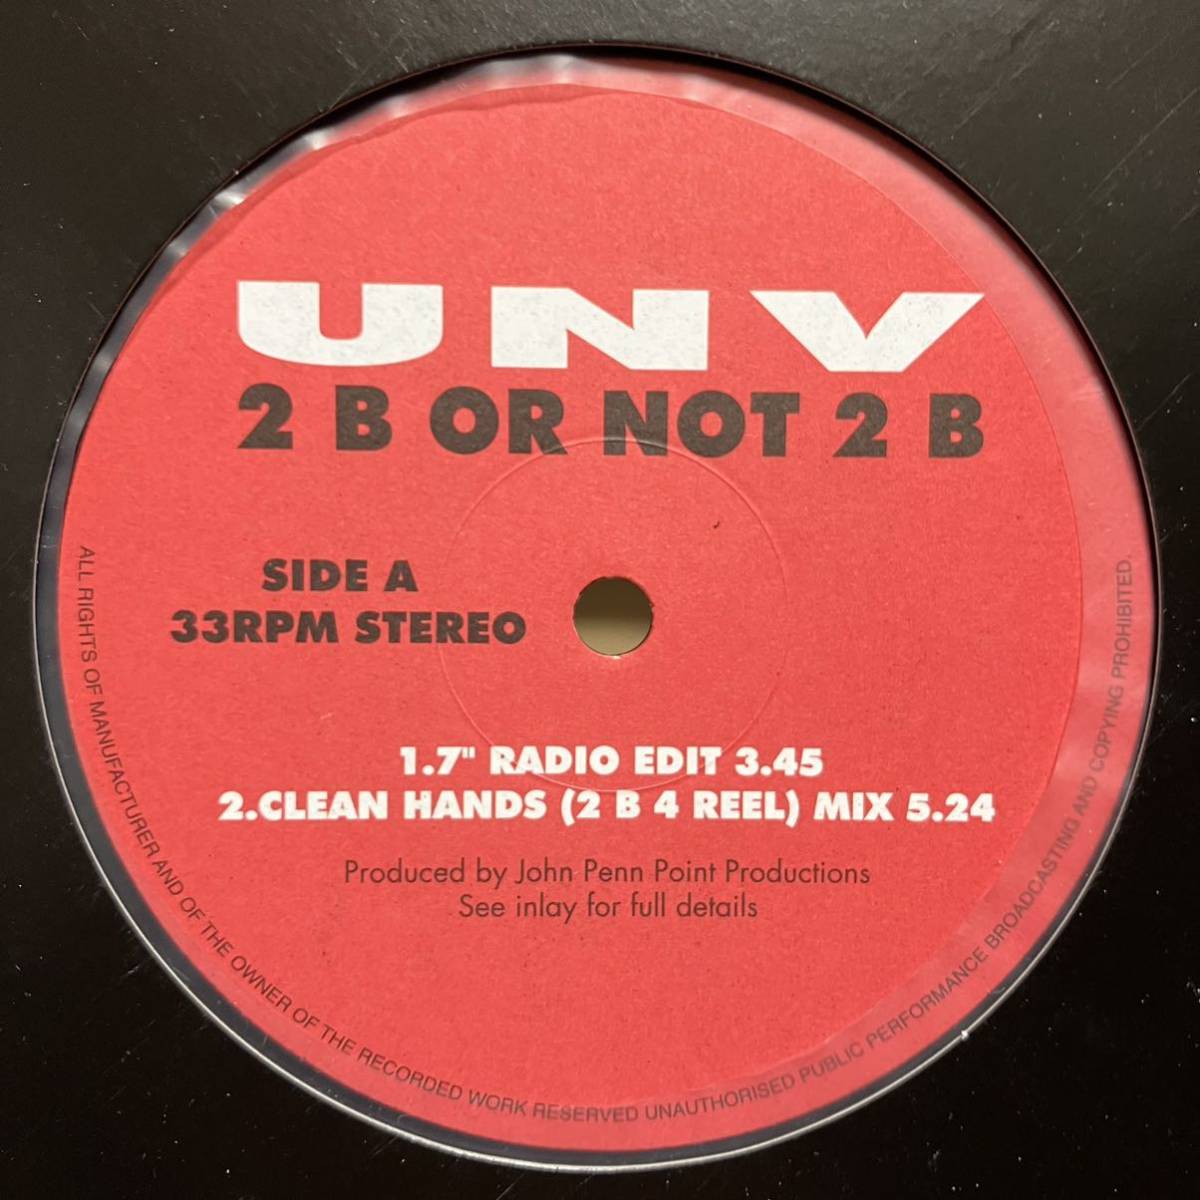 UNV
2 B OR NOT 2 B
SIDE A
33RPM STEREO
1.7" RADIO EDIT 3.45
2.CLEAN HANDS (2 B 4 REEL) MIX 5.24
Produced by John Penn Point Productions
See inlay for full details
ALL RIGHTS OF MANUFACTURER AND OF THE OWNER OF THE RECORDED WORK RESERVED UNAUTHORISED PUBLIC PERFORMANCE BROADCASTING AND COPYING PROHIBITED.